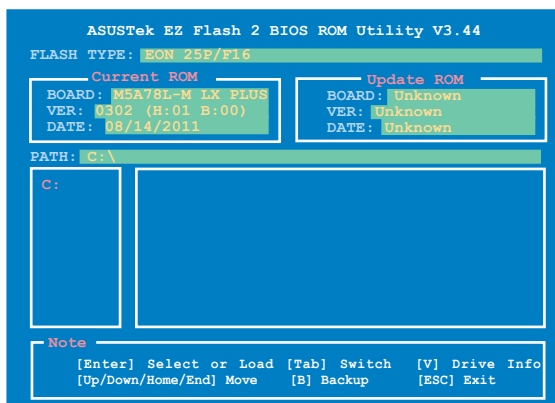 ASUSTek EZ Flash 2 BIOS ROM Utility V3.44
FLASH TYPE: EON 25P/F16
Current ROM
BOARD: M5A78L-M LX PLUS
VER: 0302 (H:01 B:00)
DATE: 08/14/2011
Update ROM
BOARD: Unknown
VER: Unknown
DATE: Unknown
PATH: C:\
C:
Note
[Enter] Select or Load [Tab] Switch [V] Drive Info
[Up/Down/Home/End] Move [B] Backup [ESC] Exit